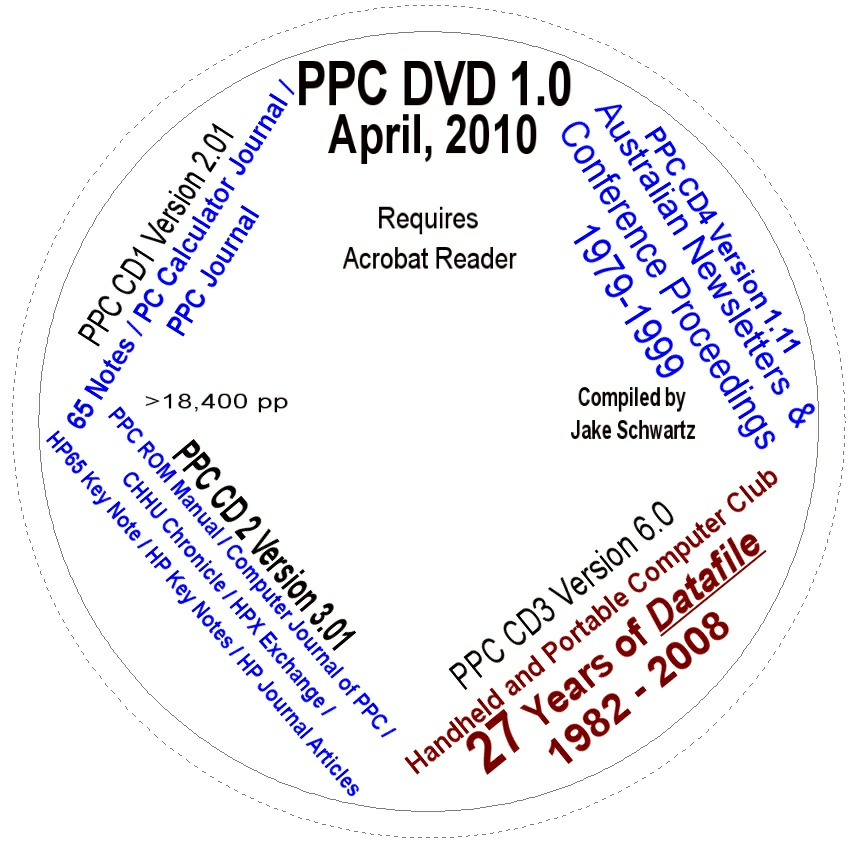 PPC DVD 1.0
April, 2010
Requires
Acrobat Reader
PPC CD1 Version 2.01
65 Notes / PC Calculator Journal /
PPC Journal
PPC CD4 Version 1.11
Australian Newsletters &
Conference Proceedings
1979-1999
>18,400 pp
Compiled by
Jake Schwartz
PPC CD 2 Version 3.01
PPC ROM Manual / Computer Journal of PPC /
CHHU Chronicle / HPX Exchange /
HP65 Key Note / HP Key Notes / HP Journal Articles
PPC CD3 Version 6.0
Handheld and Portable Computer Club
27 Years of Datafile
1982 - 2008